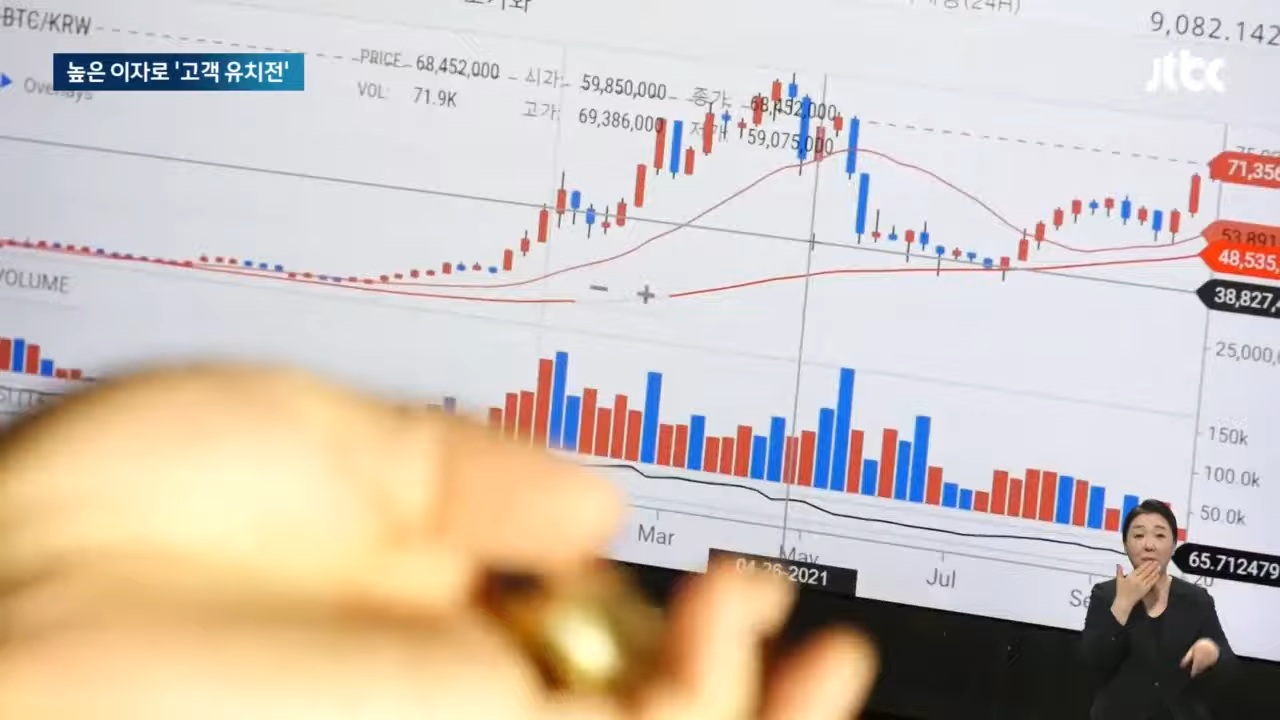 BTC/KRW
9,082.142
jtbc
높은 이자로 '고객 유치전'
PRICE 68,452,000 시가: 59,850,000 종가: 68,452,000
VOL: 71.9K 고가: 69,386,000 저가: 59,075,000
Overlays
71,356
53,891
48,535,
38,827,
VOLUME
25,000,
150k
100.0k
50.0k
Mar
May
Jul
04-26-2021
65.712479